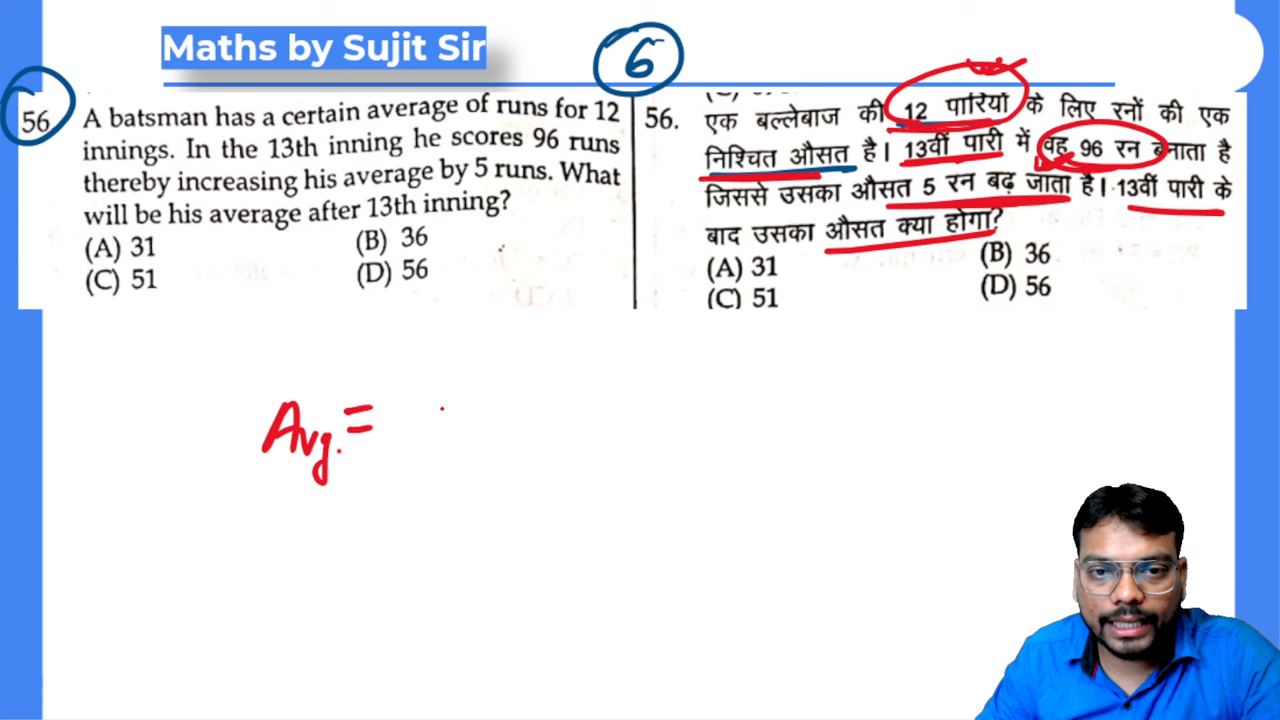 Maths by Sujit Sir
6
56
A batsman has a certain average of runs for 12
innings. In the 13th inning he scores 96 runs
thereby increasing his average by 5 runs. What
will be his average after 13th inning?
(A) 31
(B) 36
(C) 51
(D) 56
56.
एक बल्लेबाज की 12 पारियों के लिए रनों की एक
निश्चित औसत है। 13वीं पारी में वह 96 रन बनाता है
जिससे उसका औसत 5 रन बढ़ जाता है। 13वीं पारी के
बाद उसका औसत क्या होगा?
(A) 31
(B) 36
(C) 51
(D) 56
Avg. =